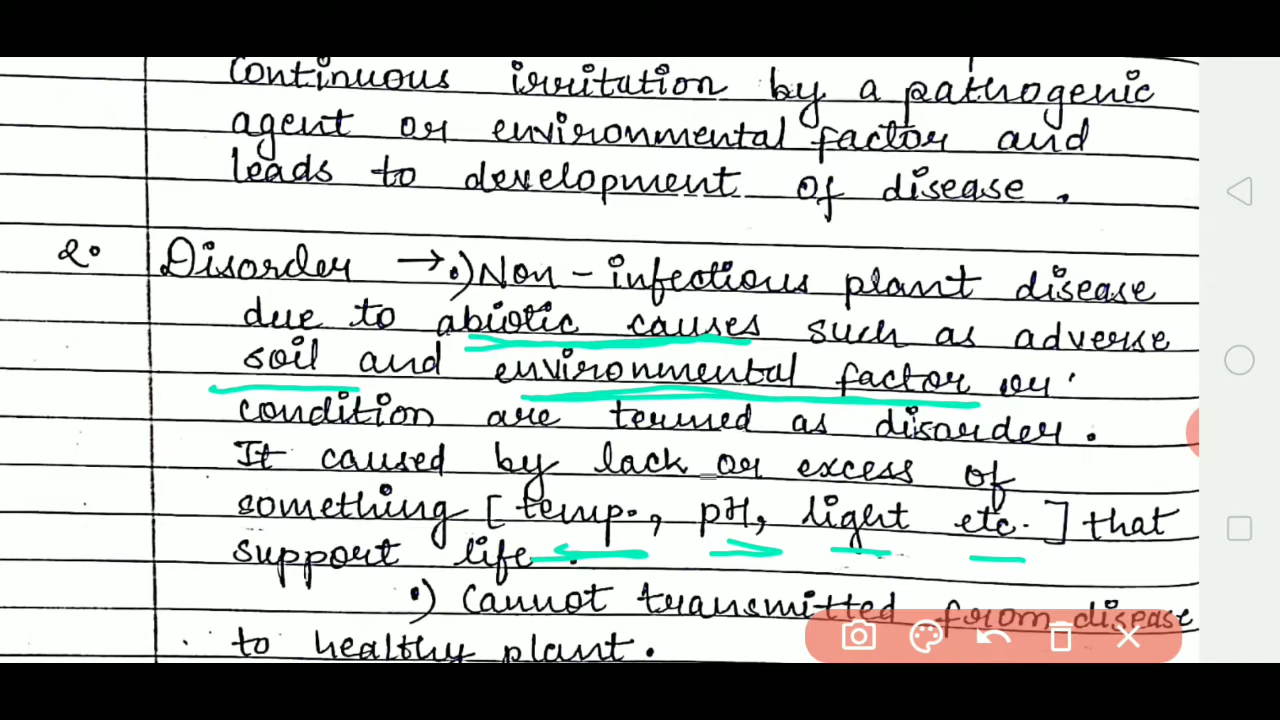 continuous irritation by a pathogenic
agent or environmental factor and
leads to development of disease.
2. Disorder → •) Non-infectious plant disease
due to abiotic causes such as adverse
soil and environmental factor or
condition are termed as disorder.
It caused by lack or excess of
something [temp., pH, light etc.] that
support life.
•) Cannot transmitted from disease
to healthy plant.